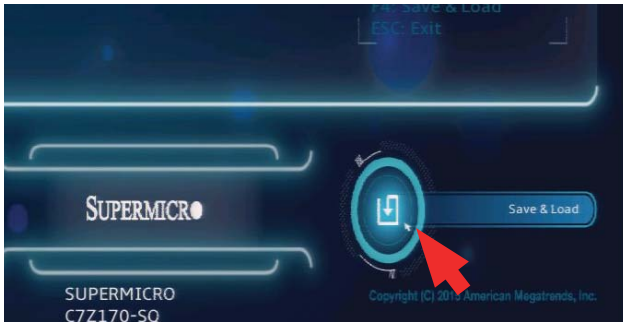 F4: Save & Load
ESC: Exit
SUPERMICRO
Save & Load
SUPERMICRO
C7Z170-SQ
Copyright (C) 2015 American Megatrends, Inc.